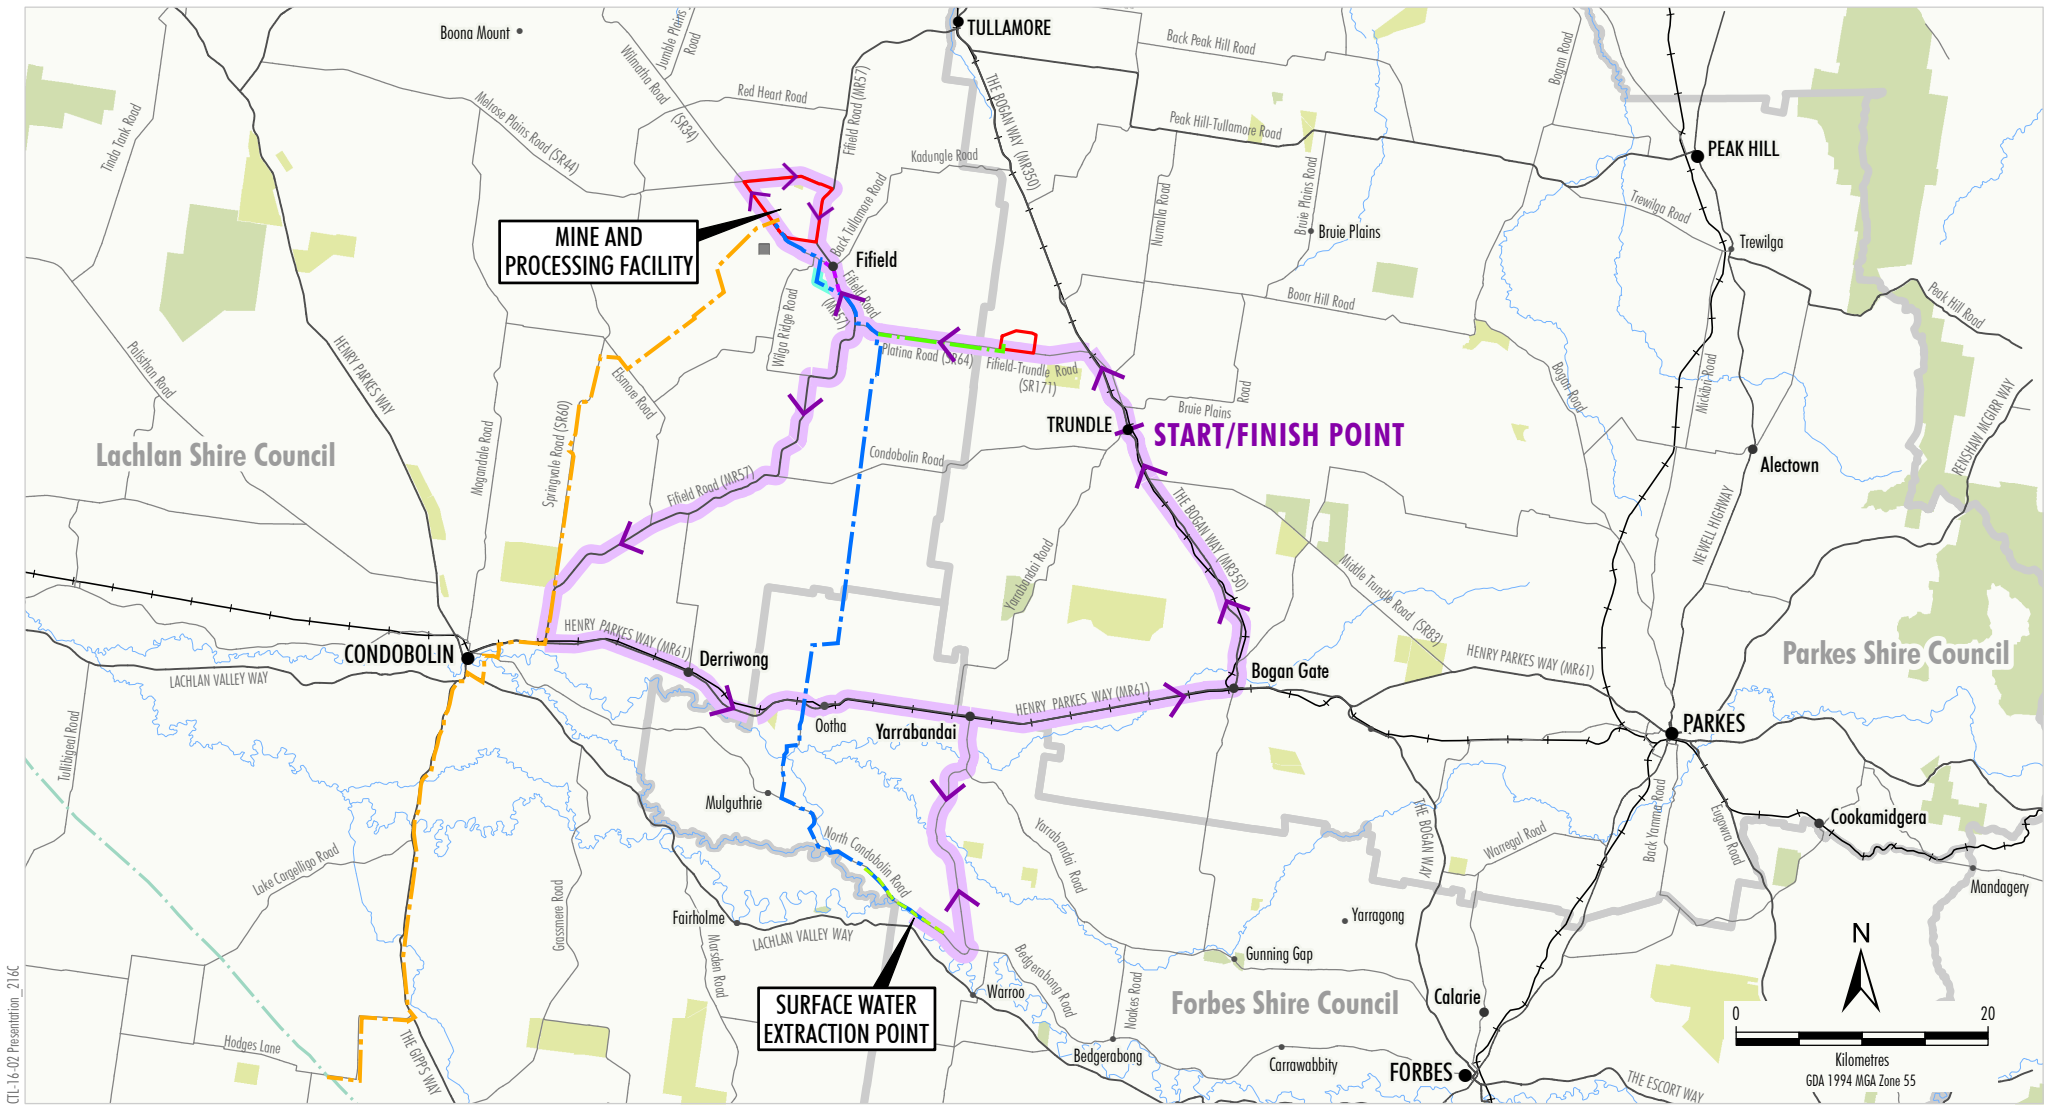 TULLAMORE
Boona Mount
Jumble Plains
Road
Wilmatha Road
(SR34)
Back Peak Hill Road
Bogan Road
Red Heart Road
Fifield Road (MR57)
THE BOGAN WAY (MR350)
Melrose Plains Road (SR44)
Tinda Tank Road
Peak Hill-Tullamore Road
PEAK HILL
Kadungle Road
Back Tullamore Road
Numalla Road
Bruie Plains Road
Bruie Plains
Trewilga Road
Trewilga
MINE AND
PROCESSING FACILITY
Fifield
Fifield Road
(MR57)
Wilga Ridge Road
Boorr Hill Road
Peak Hill Road
HENRY PARKES WAY
Palisthan Road
Elsmore Road
Platina Road (SR64)
Fifield-Trundle Road
(SR171)
Bogan Road
Mickibri Road
RENSHAW MCGIRR WAY
Bruie Plains
Road
TRUNDLE
START/FINISH POINT
Lachlan Shire Council
Mogandale Road
Springvale Road (SR60)
Condobolin Road
Fifield Road (MR57)
Alectown
NEWELL HIGHWAY
THE BOGAN WAY (MR350)
Yarrabandai Road
Middle Trundle Road (SR83)
HENRY PARKES WAY (MR61)
Derriwong
CONDOBOLIN
LACHLAN VALLEY WAY
HENRY PARKES WAY (MR61)
Bogan Gate
HENRY PARKES WAY (MR61)
Parkes Shire Council
Ootha
Yarrabandai
PARKES
Tullibigeal Road
Mulguthrie
North Condobolin Road
Yarrabandai Road
THE BOGAN WAY
Warregal Road
Back Yamma Road
Eugowra Road
Cookamidgera
Mandagery
Lake Cargelligo Road
Grassmere Road
Fairholme
Marsden Road
LACHLAN VALLEY WAY
Yarragong
Gunning Gap
Bedgerabong Road
Noakes Road
Warroo
SURFACE WATER
EXTRACTION POINT
Forbes Shire Council
Calarie
Hodges Lane
THE GIPPS WAY
Bedgerabong
Carrawabbity
FORBES
THE ESCORT WAY
N
0
20
Kilometres
GDA 1994 MGA Zone 55
CTL-16-02 Presentation_216C